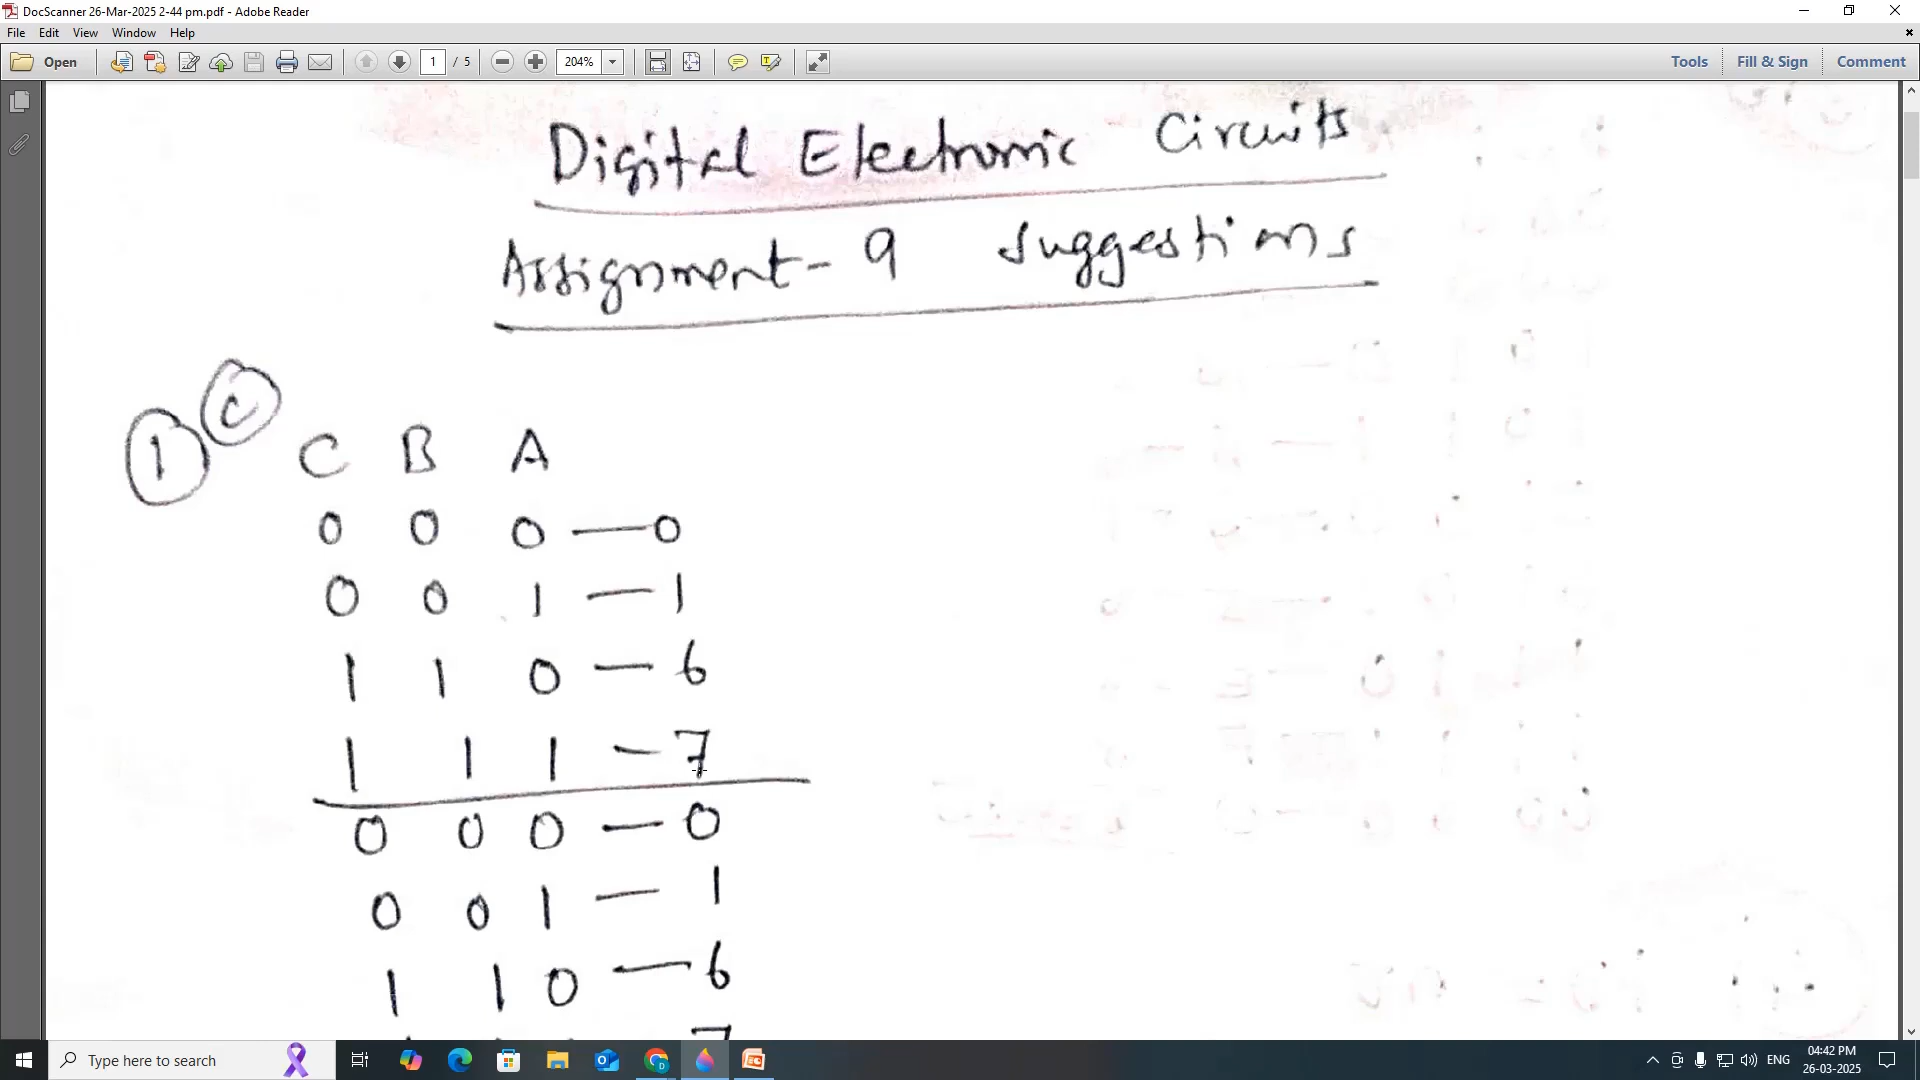 DocScanner 26-Mar-2025 2-44 pm.pdf - Adobe Reader
File Edit View Window Help
Open 1 / 5 204% Tools Fill & Sign Comment
Digital Electronic Circuits
Assignment- 9 Suggestions
1 C
C B A
0 0 0 — 0
0 0 1 — 1
1 1 0 — 6
1 1 1 — 7
0 0 0 — 0
0 0 1 — 1
1 1 0 — 6
7
Type here to search
ENG
04:42 PM
26-03-2025